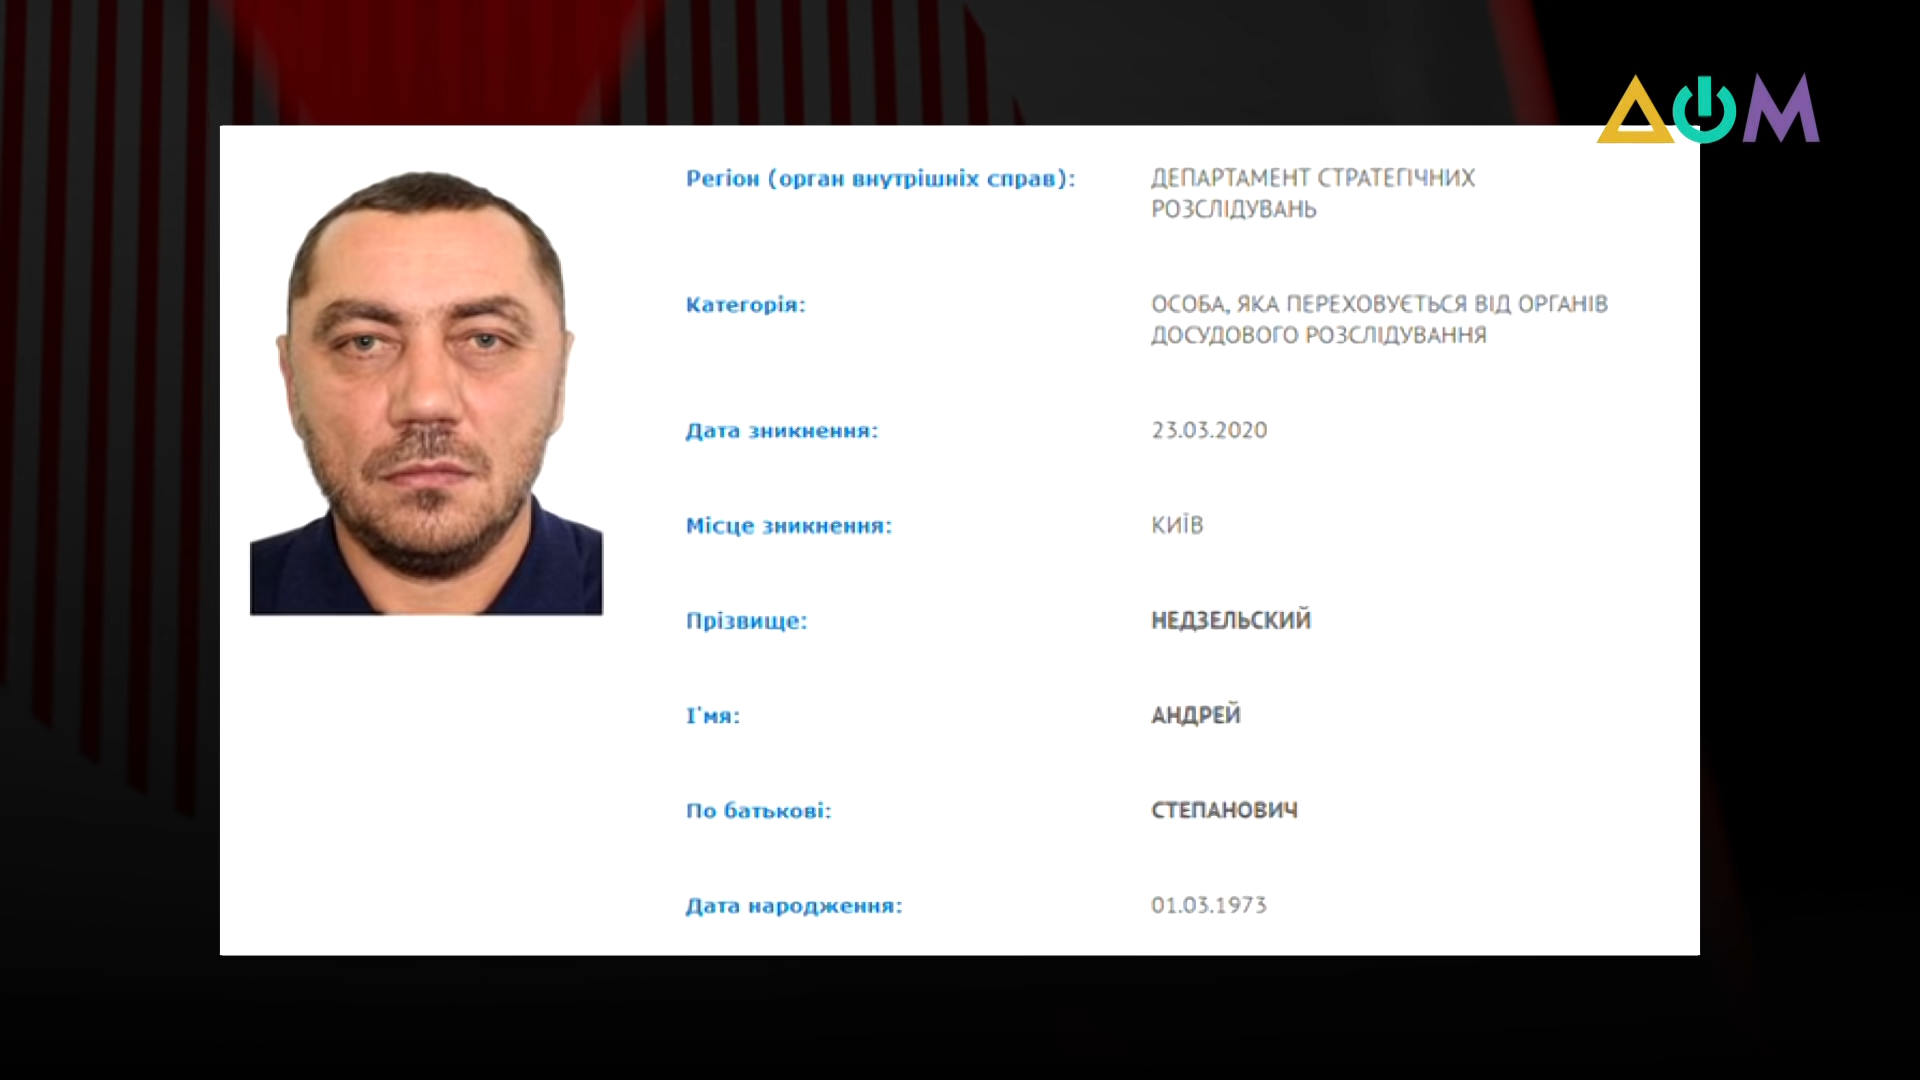 ДОМ
Регіон (орган внутрішніх справ): ДЕПАРТАМЕНТ СТРАТЕГІЧНИХ
РОЗСЛІДУВАНЬ
Категорія: ОСОБА, ЯКА ПЕРЕХОВУЄТЬСЯ ВІД ОРГАНІВ
ДОСУДОВОГО РОЗСЛІДУВАННЯ
Дата зникнення: 23.03.2020
Місце зникнення: КИЇВ
Прізвище: НЕДЗЕЛЬСКИЙ
І'мя: АНДРЕЙ
По батькові: СТЕПАНОВИЧ
Дата народження: 01.03.1973